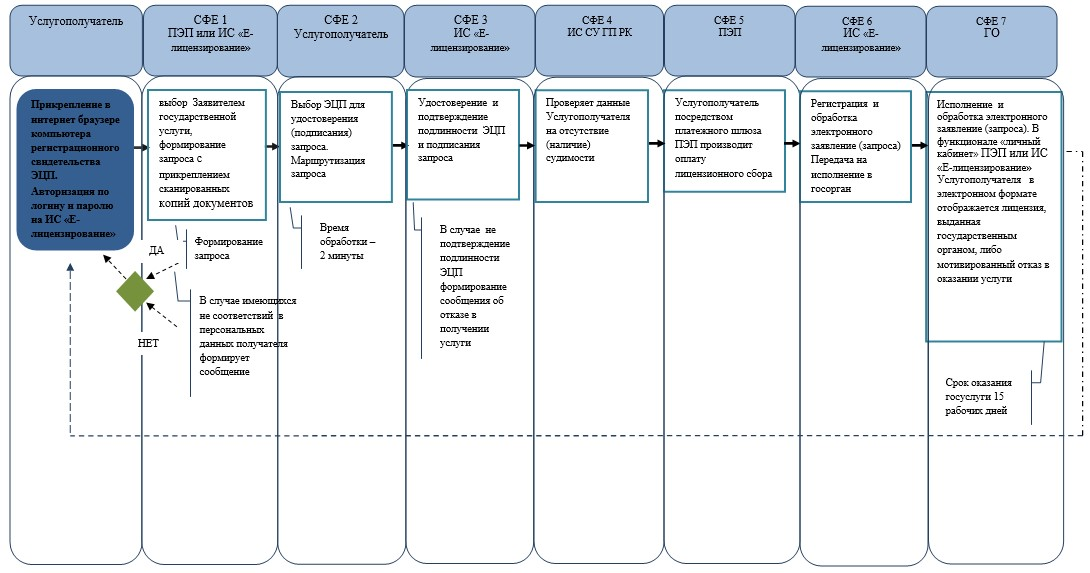 Услугополучатель
СФЕ 1
ПЭП или ИС «Е-
лицензирование»
СФЕ 2
Услугополучатель
СФЕ 3
ИС «Е-
лицензирование»
СФЕ 4
ИС СУ ГП РК
СФЕ 5
ПЭП
СФЕ 6
ИС «Е-
лицензирование»
СФЕ 7
ГО
Прикрепление в
интернет браузере
компьютера
регистрационного
свидетельства
ЭЦП.
Авторизация по
логину и паролю
на ИС «Е-
лицензирование»
выбор Заявителем
государственной
услуги,
формирование
запроса с
прикреплением
сканированных
копий документов
Выбор ЭЦП для
удостоверения
(подписания)
запроса.
Маршрутизация
запроса
Удостоверение и
подтверждение
подлинности ЭЦП
и подписания
запроса
Проверяет данные
Услугополучателя
на отсутствие
(наличие)
судимости
Услугополучатель
посредством
платежного шлюза
ПЭП производит
оплату
лицензионного сбора
Регистрация и
обработка
электронного
заявление (запроса)
Передача на
исполнение в
госорган
Исполнение и
обработка электронного
заявление (запроса). В
функционале «личный
кабинет» ПЭП или ИС
«Е-лицензирование»
Услугополучателя в
электронном формате
отображается лицензия,
выданная
государственным
органом, либо
мотивированный отказ в
оказании услуги
ДА
Формирование
запроса
Время
обработки –
2 минуты
В случае не
подтверждение
подлинности
ЭЦП
формирование
сообщения об
отказе в
получении
услуги
НЕТ
В случае имеющихся
не соответствий в
персональных
данных получателя
формирует
сообщение
Срок оказания
госуслуги 15
рабочих дней